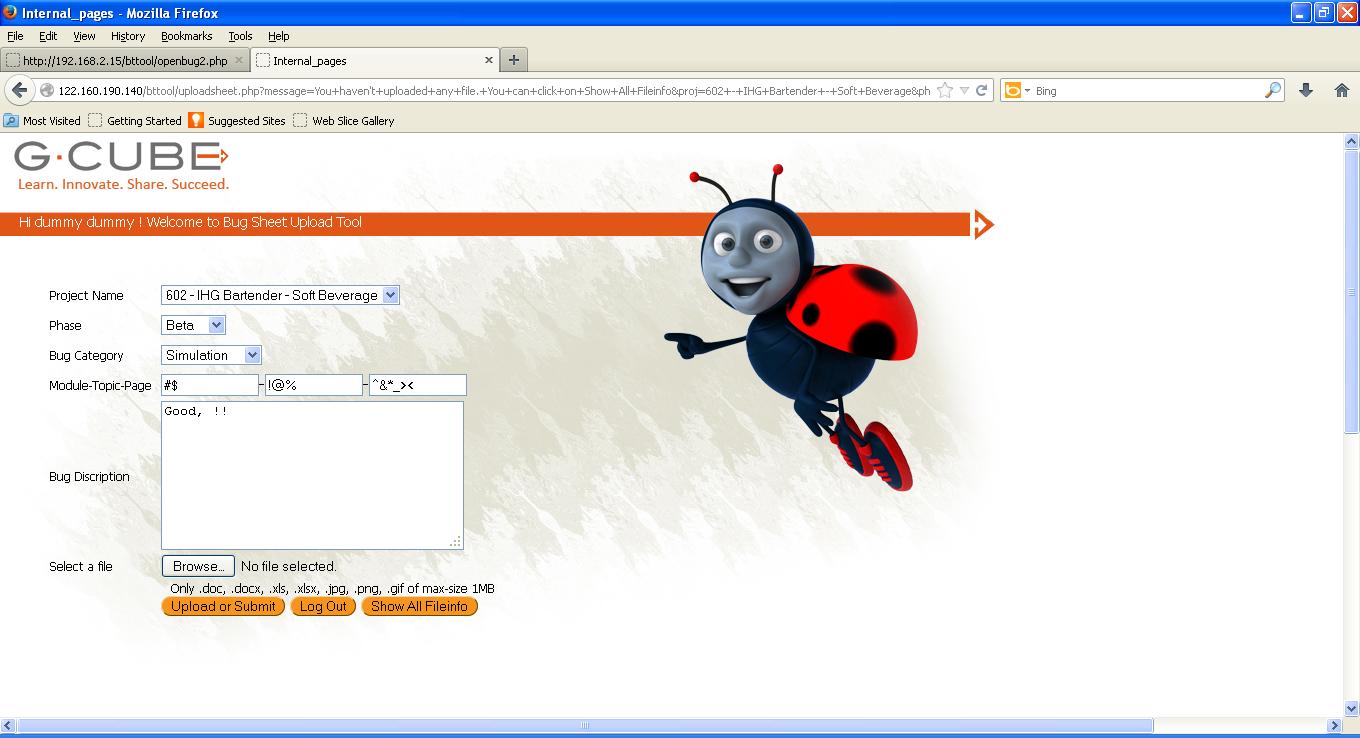 Internal_pages - Mozilla Firefox
File Edit View History Bookmarks Tools Help
http://192.168.2.15/bttool/openbug2.php × Internal_pages × +
122.160.190.140/bttool/uploadsheet.php?message=You+haven't+uploaded+any+file.+You+can+click+on+Show+All+Fileinfo&proj=602+-+IHG+Bartender+-+Soft+Beverage&ph Bing
Most Visited Getting Started Suggested Sites Web Slice Gallery
G·CUBE
Learn. Innovate. Share. Succeed.
Hi dummy dummy ! Welcome to Bug Sheet Upload Tool
Project Name 602 - IHG Bartender - Soft Beverage
Phase Beta
Bug Category Simulation
Module-Topic-Page #$ - !@% - ^&*_><
Good, !!
Bug Discription
Select a file Browse... No file selected.
Only .doc, .docx, .xls, .xlsx, .jpg, .png, .gif of max-size 1MB
Upload or Submit Log Out Show All Fileinfo